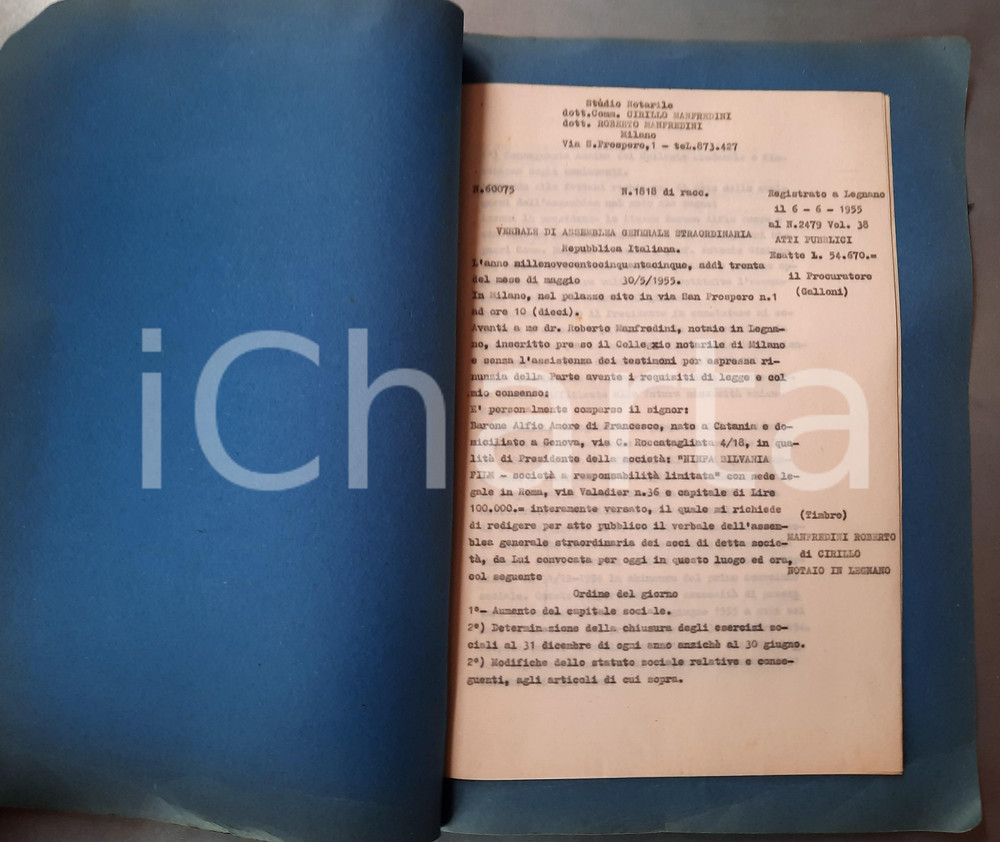 Studio Notarile
dott.Comm. CIRILLO MANFREDINI
dott. ROBERTO MANFREDINI
Milano
Via S.Prospero,1 - tel.873.427
N.60075 N.1818 di racc.
Registrato a Legnano
il 6 - 6 - 1955
al N.2479 Vol. 38
ATTI PUBBLICI
Esatte L. 54.670.=
il Procuratore
(Galloni)
VERBALE DI ASSEMBLEA GENERALE STRAORDINARIA
Repubblica Italiana.
L'anno millenovecentocinquantacinque, addì trenta
del mese di maggio 30/5/1955.
In Milano, nel palazzo sito in via San Prospero n.1
ad ore 10 (dieci).
Avanti a me dr. Roberto Manfredini, notaio in Legna-
no, inscritto pre so il Collegxio notarile di Milano
e senza l'assistenza dei testimoni per espressa ri-
nunzia della Parte avente i requisiti di legge e col
mio consenso:
E' personalmente comparso il signor:
Barone Alfio Amore di Francesco, nato a Catania e do-
miciliato a Genova, via C. Roccatagliata 4/18, in qua-
lità di Presidente della società: "NINFA SILVANIA
FILM - società a responsabilità limitata" con sede le-
gale in Roma, via Valadier n.36 e capitale di Lire
100.000.= interamente versato, il quale mi richiede
di redigere per atto pubblico il verbale dell'assem-
blea generale straordinaria dei soci di detta socie-
tà, da Lui convocata per oggi in questo luogo ed ora,
col seguente
(Timbro)
MANFREDINI ROBERTO
di CIRILLO
NOTAIO IN LEGNANO
Ordine del giorno
1°- Aumento del capitale sociale.
2°) Determinazione della chiusura degli esercizi so-
ciali al 31 dicembre di ogni anno anzichè al 30 giugno.
2°) Modifiche dello statuto sociale relative e conse-
guenti, agli articoli di cui sopra.
iCharta